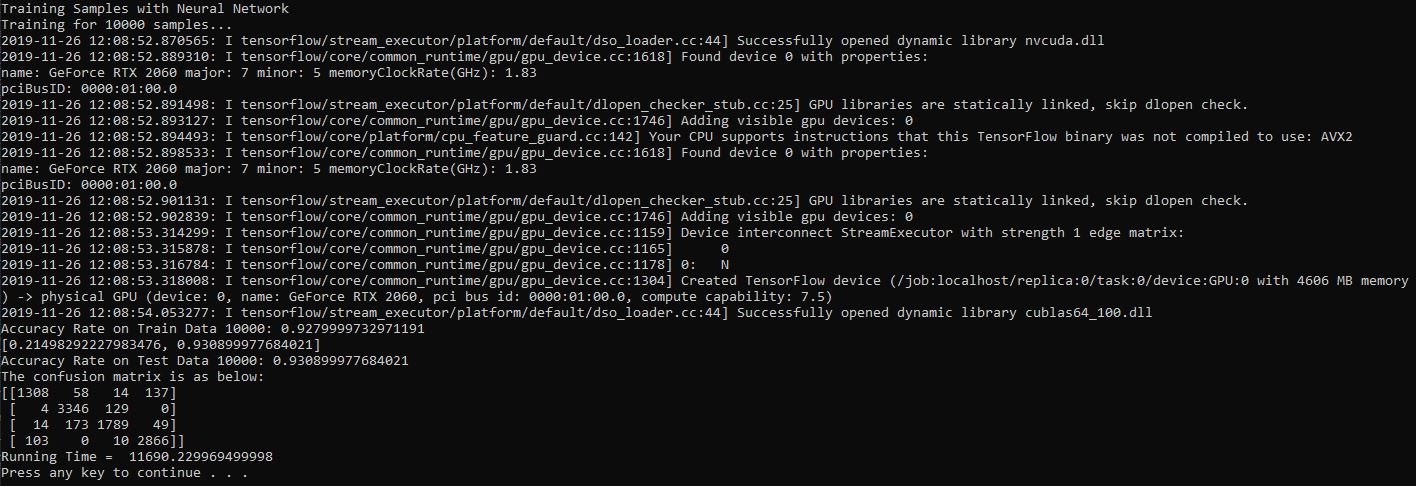 Training Samples with Neural Network
Training for 10000 samples...
2019-11-26 12:08:52.870565: I tensorflow/stream_executor/platform/default/dso_loader.cc:44] Successfully opened dynamic library nvcuda.dll
2019-11-26 12:08:52.889310: I tensorflow/core/common_runtime/gpu/gpu_device.cc:1618] Found device 0 with properties:
name: GeForce RTX 2060 major: 7 minor: 5 memoryClockRate(GHz): 1.83
pciBusID: 0000:01:00.0
2019-11-26 12:08:52.891498: I tensorflow/stream_executor/platform/default/dlopen_checker_stub.cc:25] GPU libraries are statically linked, skip dlopen check.
2019-11-26 12:08:52.893127: I tensorflow/core/common_runtime/gpu/gpu_device.cc:1746] Adding visible gpu devices: 0
2019-11-26 12:08:52.894493: I tensorflow/core/platform/cpu_feature_guard.cc:142] Your CPU supports instructions that this TensorFlow binary was not compiled to use: AVX2
2019-11-26 12:08:52.898533: I tensorflow/core/common_runtime/gpu/gpu_device.cc:1618] Found device 0 with properties:
name: GeForce RTX 2060 major: 7 minor: 5 memoryClockRate(GHz): 1.83
pciBusID: 0000:01:00.0
2019-11-26 12:08:52.901131: I tensorflow/stream_executor/platform/default/dlopen_checker_stub.cc:25] GPU libraries are statically linked, skip dlopen check.
2019-11-26 12:08:52.902839: I tensorflow/core/common_runtime/gpu/gpu_device.cc:1746] Adding visible gpu devices: 0
2019-11-26 12:08:53.314299: I tensorflow/core/common_runtime/gpu/gpu_device.cc:1159] Device interconnect StreamExecutor with strength 1 edge matrix:
2019-11-26 12:08:53.315878: I tensorflow/core/common_runtime/gpu/gpu_device.cc:1165]      0
2019-11-26 12:08:53.316784: I tensorflow/core/common_runtime/gpu/gpu_device.cc:1178] 0:   N
2019-11-26 12:08:53.318008: I tensorflow/core/common_runtime/gpu/gpu_device.cc:1304] Created TensorFlow device (/job:localhost/replica:0/task:0/device:GPU:0 with 4606 MB memory
) -> physical GPU (device: 0, name: GeForce RTX 2060, pci bus id: 0000:01:00.0, compute capability: 7.5)
2019-11-26 12:08:54.053277: I tensorflow/stream_executor/platform/default/dso_loader.cc:44] Successfully opened dynamic library cublas64_100.dll
Accuracy Rate on Train Data 10000: 0.9279999732971191
[0.21498292227983476, 0.930899977684021]
Accuracy Rate on Test Data 10000: 0.930899977684021
The confusion matrix is as below:
[[1308   58   14  137]
 [   4 3346  129    0]
 [  14  173 1789   49]
 [ 103    0   10 2866]]
Running Time =  11690.229969499998
Press any key to continue . . .